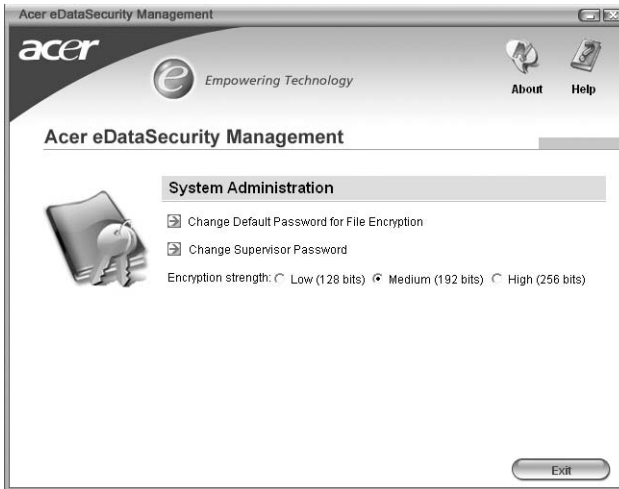 Acer eDataSecurity Management
acer
e Empowering Technology
About Help
Acer eDataSecurity Management
System Administration
Change Default Password for File Encryption
Change Supervisor Password
Encryption strength: Low (128 bits) Medium (192 bits) High (256 bits)
Exit